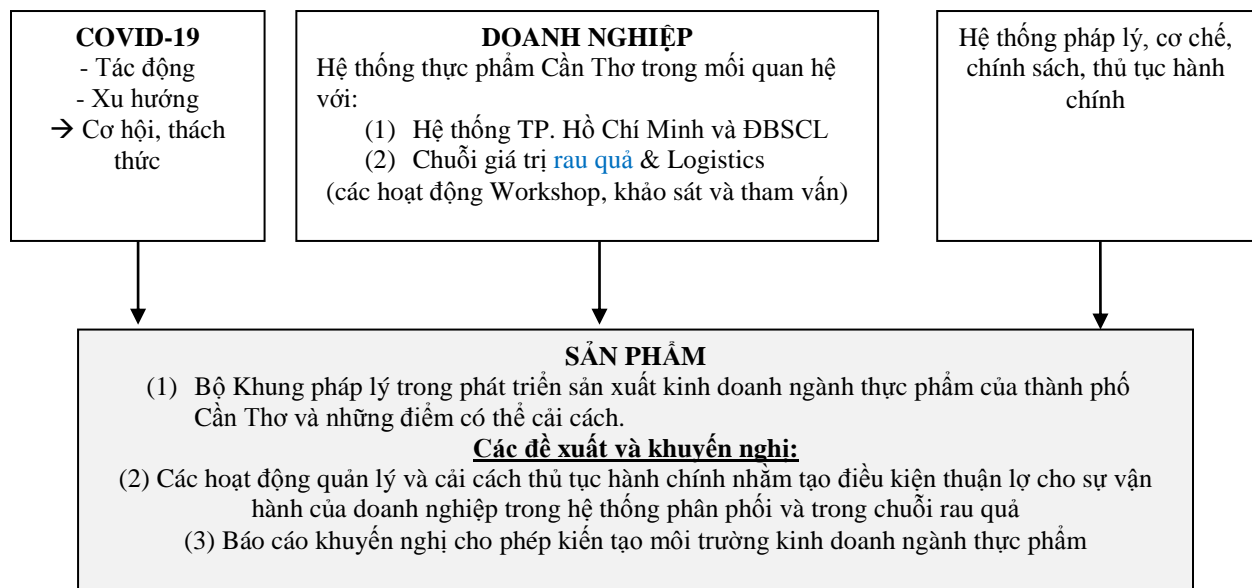 COVID-19
- Tác động
- Xu hướng
→ Cơ hội, thách
thức
DOANH NGHIỆP
Hệ thống thực phẩm Cần Thơ trong mối quan hệ
với:
(1) Hệ thống TP. Hồ Chí Minh và ĐBSCL
(2) Chuỗi giá trị rau quả & Logistics
(các hoạt động Workshop, khảo sát và tham vấn)
Hệ thống pháp lý, cơ chế,
chính sách, thủ tục hành
chính
SẢN PHẨM
(1) Bộ Khung pháp lý trong phát triển sản xuất kinh doanh ngành thực phẩm của thành phố
Cần Thơ và những điểm có thể cải cách.
Các đề xuất và khuyến nghị:
(2) Các hoạt động quản lý và cải cách thủ tục hành chính nhằm tạo điều kiện thuận lợ cho sự vận
hành của doanh nghiệp trong hệ thống phân phối và trong chuỗi rau quả
(3) Báo cáo khuyến nghị cho phép kiến tạo môi trường kinh doanh ngành thực phẩm